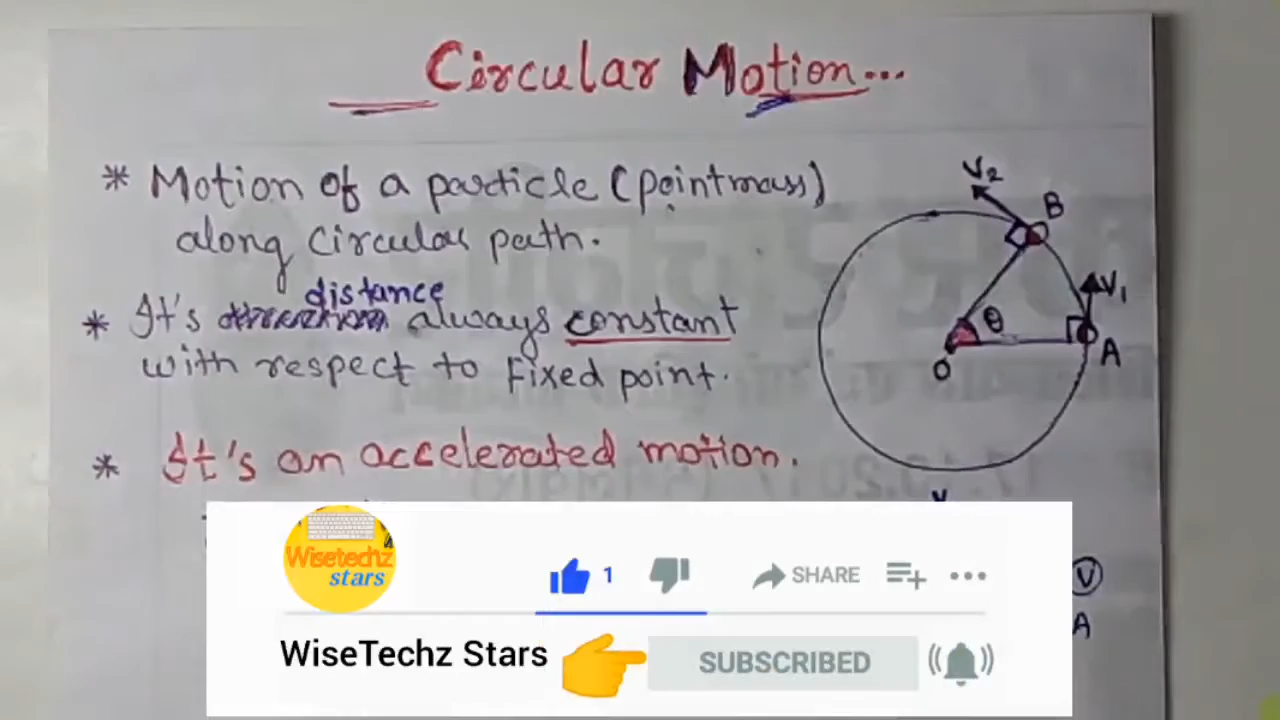 Circular Motion...
* Motion of a particle (pointmass)
along circular path.
distance
* It's always constant
with respect to fixed point.
* It's an accelerated motion.
V2
B
V1
θ
A
O
V
A
Wisetechz
stars
1
SHARE
WiseTechz Stars
SUBSCRIBED